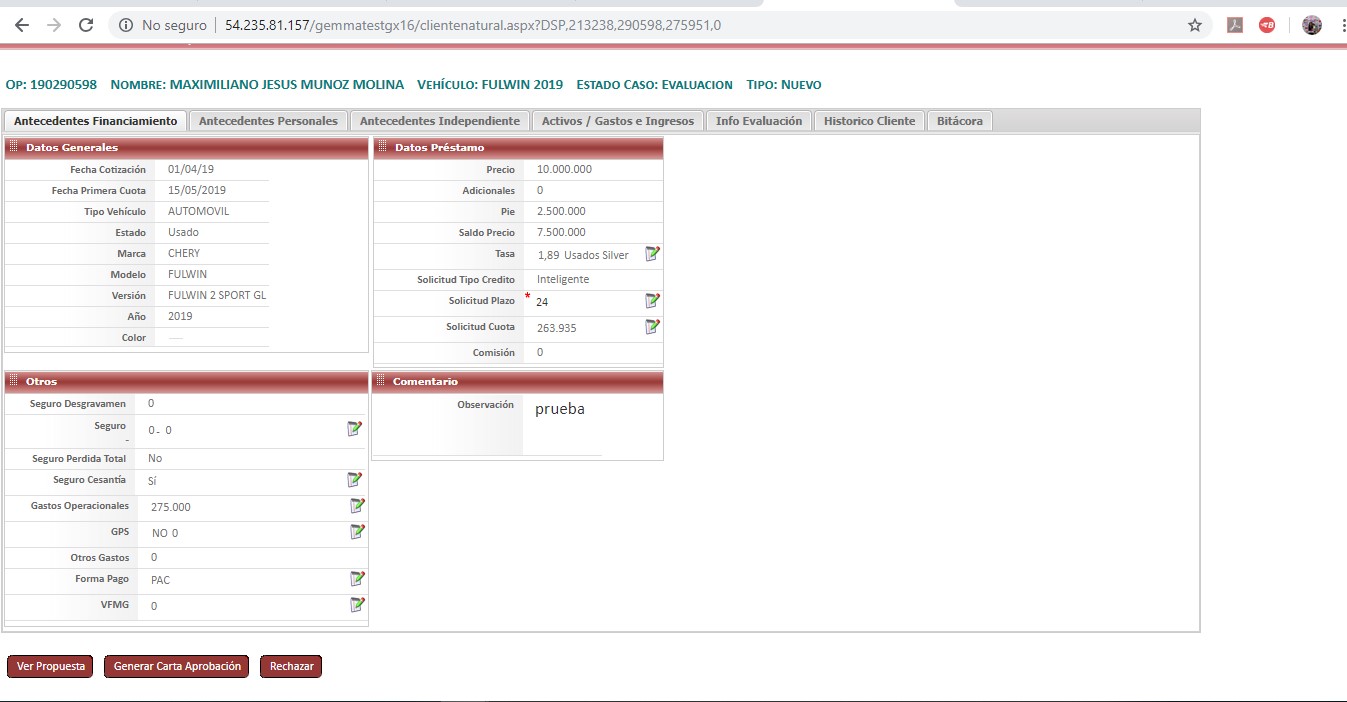 No seguro | 54.235.81.157/gemmatestgx16/clientenatural.aspx?DSP,213238,290598,275951,0
OP: 190290598 NOMBRE: MAXIMILIANO JESUS MUNOZ MOLINA VEHÍCULO: FULWIN 2019 ESTADO CASO: EVALUACION TIPO: NUEVO
Antecedentes Financiamiento Antecedentes Personales Antecedentes Independiente Activos / Gastos e Ingresos Info Evaluación Historico Cliente Bitácora
Datos Generales
Fecha Cotización 01/04/19
Fecha Primera Cuota 15/05/2019
Tipo Vehículo AUTOMOVIL
Estado Usado
Marca CHERY
Modelo FULWIN
Versión FULWIN 2 SPORT GL
Año 2019
Color
Datos Préstamo
Precio 10.000.000
Adicionales 0
Pie 2.500.000
Saldo Precio 7.500.000
Tasa 1,89 Usados Silver
Solicitud Tipo Credito Inteligente
Solicitud Plazo * 24
Solicitud Cuota 263.935
Comisión 0
Otros
Seguro Desgravamen 0
Seguro 0 - 0
-
Seguro Perdida Total No
Seguro Cesantía Sí
Gastos Operacionales 275.000
GPS NO 0
Otros Gastos 0
Forma Pago PAC
VFMG 0
Comentario
Observación prueba
Ver Propuesta Generar Carta Aprobación Rechazar